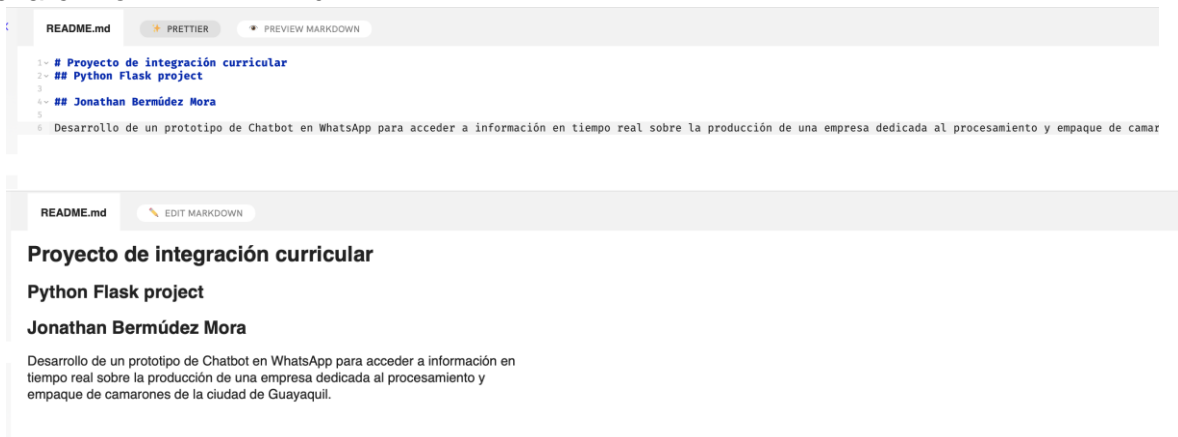 README.md PRETTIER PREVIEW MARKDOWN
1 # Proyecto de integración curricular
2 ## Python Flask project
3
4 ## Jonathan Bermúdez Mora
5
6 Desarrollo de un prototipo de Chatbot en WhatsApp para acceder a información en tiempo real sobre la producción de una empresa dedicada al procesamiento y empaque de camar
README.md EDIT MARKDOWN
Proyecto de integración curricular
Python Flask project
Jonathan Bermúdez Mora
Desarrollo de un prototipo de Chatbot en WhatsApp para acceder a información en
tiempo real sobre la producción de una empresa dedicada al procesamiento y
empaque de camarones de la ciudad de Guayaquil.